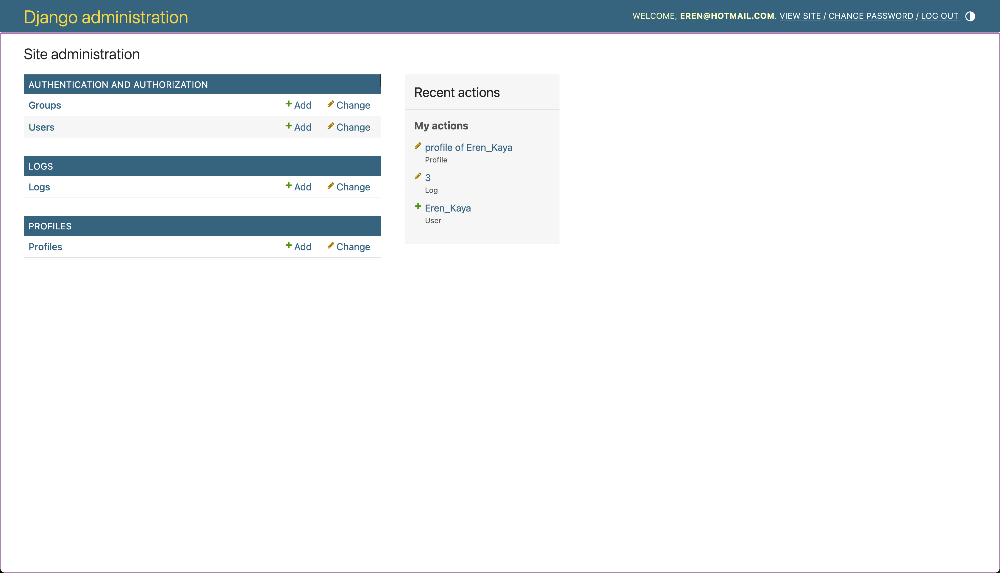 Django administration
WELCOME, EREN@HOTMAIL.COM. VIEW SITE / CHANGE PASSWORD / LOG OUT
Site administration
AUTHENTICATION AND AUTHORIZATION
Groups Add Change
Users Add Change
LOGS
Logs Add Change
PROFILES
Profiles Add Change
Recent actions
My actions
profile of Eren_Kaya
Profile
3
Log
Eren_Kaya
User